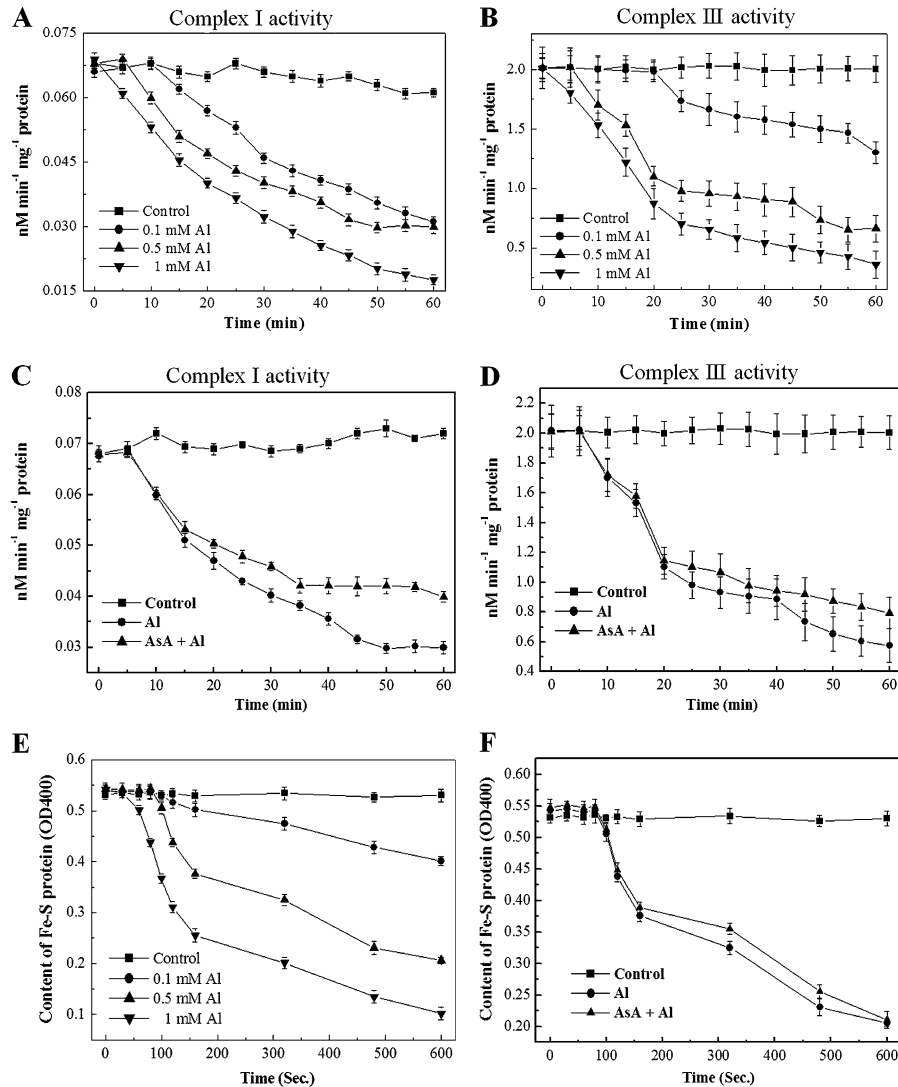 A
Complex I activity
0.075
0.060
0.045
0.030
0.015
nM min⁻¹ mg⁻¹ protein
Control
0.1 mM Al
0.5 mM Al
1 mM Al
0 10 20 30 40 50 60
Time (min)
B
Complex III activity
2.0
1.5
1.0
0.5
nM min⁻¹ mg⁻¹ protein
Control
0.1 mM Al
0.5 mM Al
1 mM Al
0 10 20 30 40 50 60
Time (min)
C
Complex I activity
0.08
0.07
0.06
0.05
0.04
0.03
nM min⁻¹ mg⁻¹ protein
Control
Al
AsA + Al
0 10 20 30 40 50 60
Time (min)
D
Complex III activity
2.2
2.0
1.8
1.6
1.4
1.2
1.0
0.8
0.6
0.4
nM min⁻¹ mg⁻¹ protein
Control
Al
AsA + Al
0 10 20 30 40 50 60
Time (min)
E
0.6
0.5
0.4
0.3
0.2
0.1
Content of Fe-S protein (OD400)
Control
0.1 mM Al
0.5 mM Al
1 mM Al
0 100 200 300 400 500 600
Time (Sec.)
F
0.60
0.55
0.50
0.45
0.40
0.35
0.30
0.25
0.20
Content of Fe-S protein (OD400)
Control
Al
AsA + Al
0 100 200 300 400 500 600
Time (Sec.)